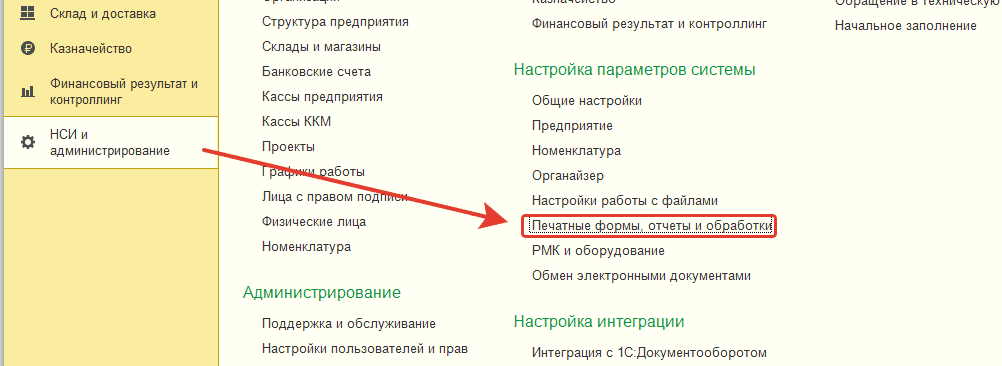 Склад и доставка
Казначейство
Финансовый результат и
контроллинг
НСИ и
администрирование
Структура предприятия
Склады и магазины
Банковские счета
Кассы предприятия
Кассы ККМ
Проекты
Графики работы
Лица с правом подписи
Физические лица
Номенклатура
Администрирование
Поддержка и обслуживание
Настройки пользователей и прав
Финансовый результат и контроллинг
Настройка параметров системы
Общие настройки
Предприятие
Номенклатура
Органайзер
Настройки работы с файлами
Печатные формы, отчеты и обработки
РМК и оборудование
Обмен электронными документами
Настройка интеграции
Интеграция с 1С:Документооборотом
Обращение в техническую
Начальное заполнение